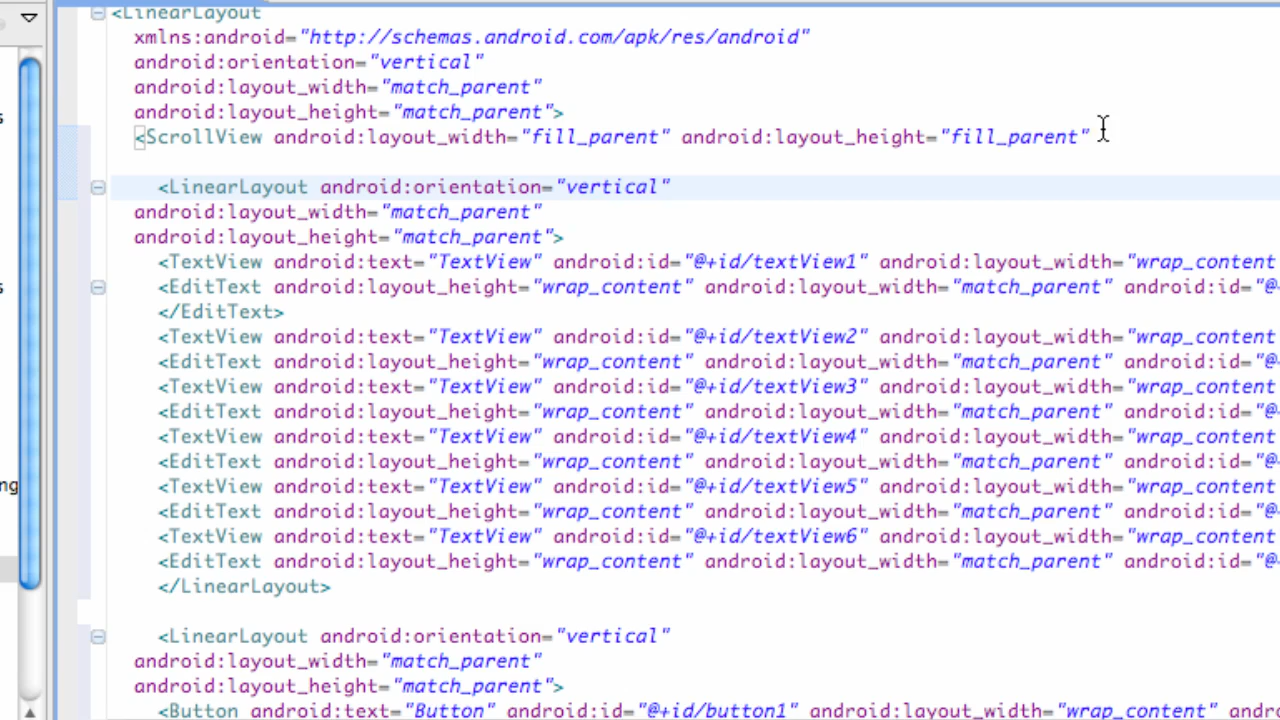 <LinearLayout
xmlns:android="http://schemas.android.com/apk/res/android"
android:orientation="vertical"
android:layout_width="match_parent"
android:layout_height="match_parent">
<ScrollView android:layout_width="fill_parent" android:layout_height="fill_parent"
<LinearLayout android:orientation="vertical"
android:layout_width="match_parent"
android:layout_height="match_parent">
<TextView android:text="TextView" android:id="@+id/textView1" android:layout_width="wrap_content
<EditText android:layout_height="wrap_content" android:layout_width="match_parent" android:id="@
</EditText>
<TextView android:text="TextView" android:id="@+id/textView2" android:layout_width="wrap_content
<EditText android:layout_height="wrap_content" android:layout_width="match_parent" android:id="@
<TextView android:text="TextView" android:id="@+id/textView3" android:layout_width="wrap_content
<EditText android:layout_height="wrap_content" android:layout_width="match_parent" android:id="@
<TextView android:text="TextView" android:id="@+id/textView4" android:layout_width="wrap_content
<EditText android:layout_height="wrap_content" android:layout_width="match_parent" android:id="@
<TextView android:text="TextView" android:id="@+id/textView5" android:layout_width="wrap_content
<EditText android:layout_height="wrap_content" android:layout_width="match_parent" android:id="@
<TextView android:text="TextView" android:id="@+id/textView6" android:layout_width="wrap_content
<EditText android:layout_height="wrap_content" android:layout_width="match_parent" android:id="@
</LinearLayout>
<LinearLayout android:orientation="vertical"
android:layout_width="match_parent"
android:layout_height="match_parent">
<Button android:text="Button" android:id="@+id/button1" android:layout_width="wrap_content" andro
s
s
ng